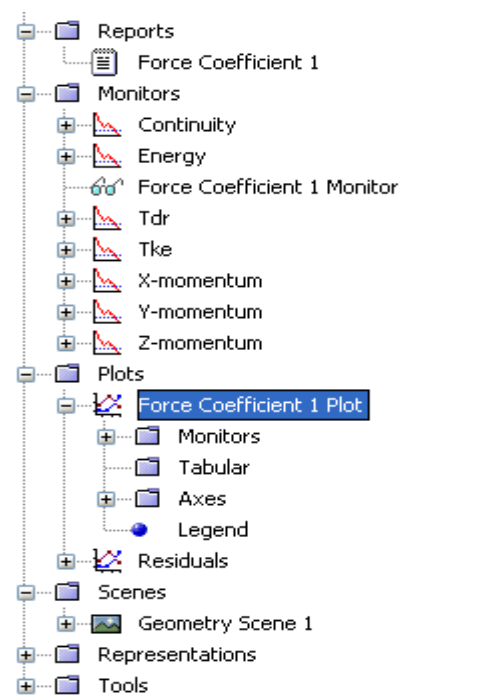 Reports
Force Coefficient 1
Monitors
Continuity
Energy
Force Coefficient 1 Monitor
Tdr
Tke
X-momentum
Y-momentum
Z-momentum
Plots
Force Coefficient 1 Plot
Monitors
Tabular
Axes
Legend
Residuals
Scenes
Geometry Scene 1
Representations
Tools